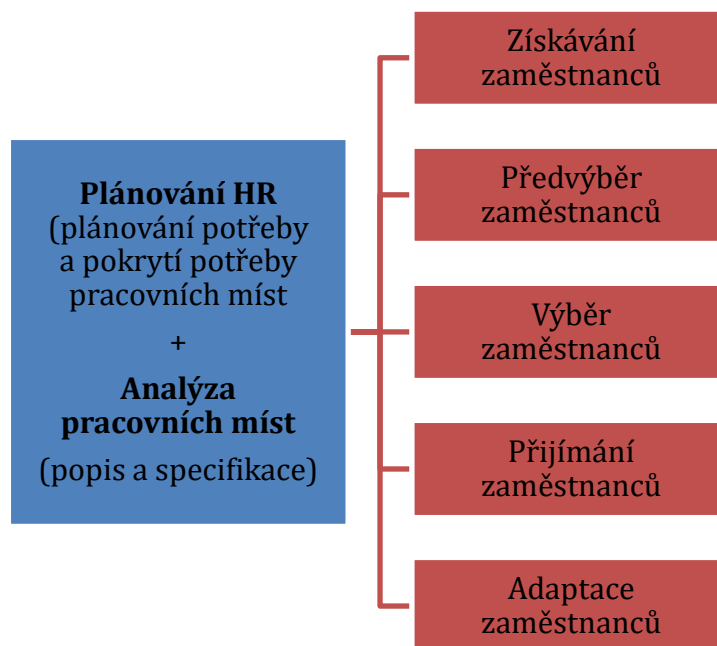 Plánování HR
(plánování potřeby
a pokrytí potřeby
pracovních míst
+
Analýza
pracovních míst
(popis a specifikace)
Získávání
zaměstnanců
Předvýběr
zaměstnanců
Výběr
zaměstnanců
Přijímání
zaměstnanců
Adaptace
zaměstnanců